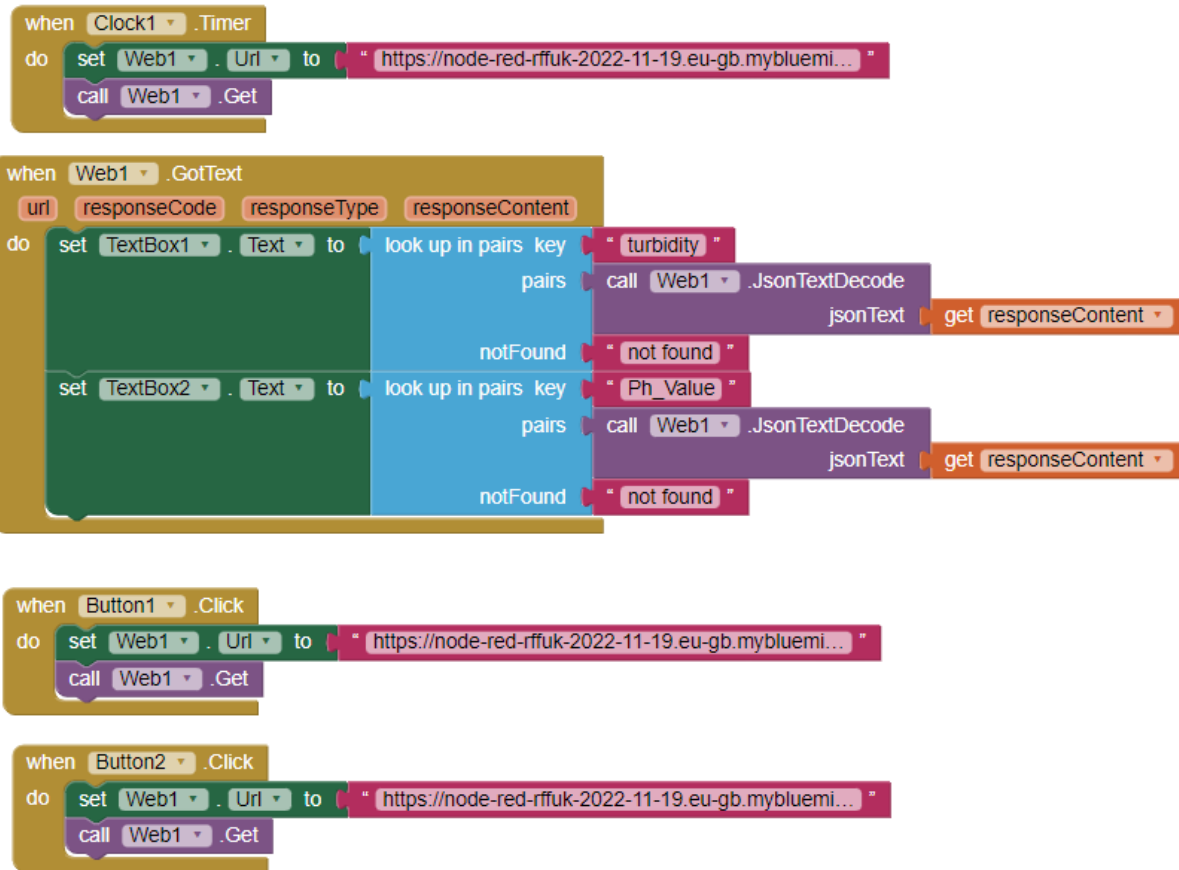 when Clock1 .Timer
do set Web1 . Url to " https://node-red-rffuk-2022-11-19.eu-gb.mybluemi... "
call Web1 .Get
when Web1 .GotText
url responseCode responseType responseContent
do set TextBox1 . Text to look up in pairs key " turbidity "
pairs call Web1 .JsonTextDecode
jsonText get responseContent
notFound " not found "
set TextBox2 . Text to look up in pairs key " Ph_Value "
pairs call Web1 .JsonTextDecode
jsonText get responseContent
notFound " not found "
when Button1 .Click
do set Web1 . Url to " https://node-red-rffuk-2022-11-19.eu-gb.mybluemi... "
call Web1 .Get
when Button2 .Click
do set Web1 . Url to " https://node-red-rffuk-2022-11-19.eu-gb.mybluemi... "
call Web1 .Get